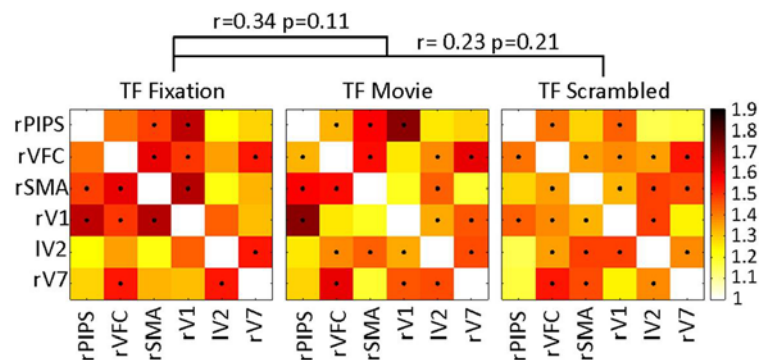 r=0.34 p=0.11
r= 0.23 p=0.21
TF Fixation TF Movie TF Scrambled
rPIPS
rVFC
rSMA
rV1
lV2
rV7
1.9
1.8
1.7
1.6
1.5
1.4
1.3
1.2
1.1
1
rPIPS rVFC rSMA rV1 lV2 rV7 rPIPS rVFC rSMA rV1 lV2 rV7 rPIPS rVFC rSMA rV1 lV2 rV7